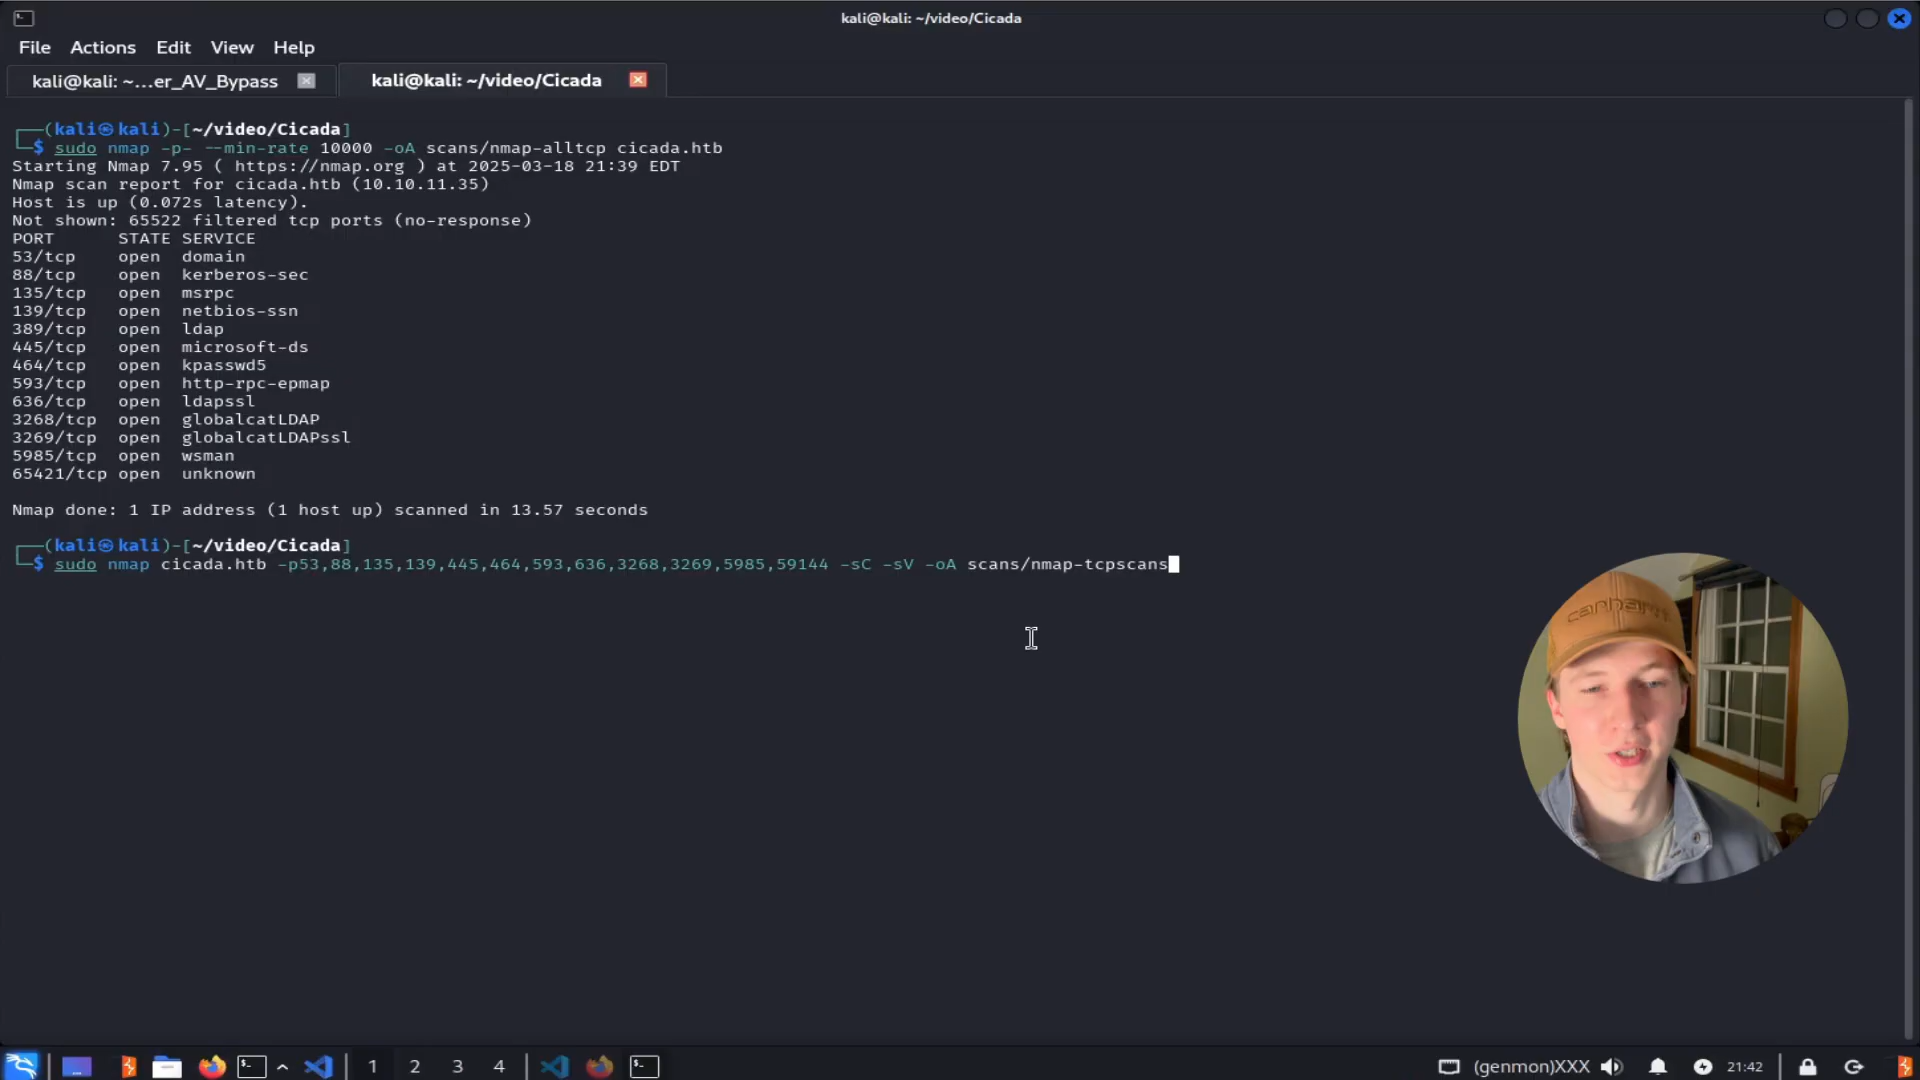 kali@kali: ~/video/Cicada
File Actions Edit View Help
kali@kali: ~...er_AV_Bypass
kali@kali: ~/video/Cicada
┌──(kali㉿kali)-[~/video/Cicada]
└─$ sudo nmap -p- --min-rate 10000 -oA scans/nmap-alltcp cicada.htb
Starting Nmap 7.95 ( https://nmap.org ) at 2025-03-18 21:39 EDT
Nmap scan report for cicada.htb (10.10.11.35)
Host is up (0.072s latency).
Not shown: 65522 filtered tcp ports (no-response)
PORT STATE SERVICE
53/tcp open domain
88/tcp open kerberos-sec
135/tcp open msrpc
139/tcp open netbios-ssn
389/tcp open ldap
445/tcp open microsoft-ds
464/tcp open kpasswd5
593/tcp open http-rpc-epmap
636/tcp open ldapssl
3268/tcp open globalcatLDAP
3269/tcp open globalcatLDAPssl
5985/tcp open wsman
65421/tcp open unknown
Nmap done: 1 IP address (1 host up) scanned in 13.57 seconds
┌──(kali㉿kali)-[~/video/Cicada]
└─$ sudo nmap cicada.htb -p53,88,135,139,445,464,593,636,3268,3269,5985,59144 -sC -sV -oA scans/nmap-tcpscans
carhartt
1 2 3 4 (genmon)XXX 21:42